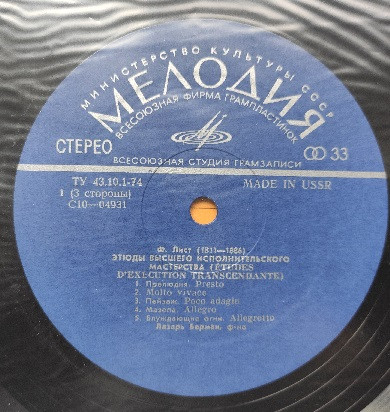 МИНИСТЕРСТВО КУЛЬТУРЫ СССР
МЕЛОДИЯ
ВСЕСОЮЗНАЯ ФИРМА ГРАМПЛАСТИНОК
СТЕРЕО
33
ВСЕСОЮЗНАЯ СТУДИЯ ГРАМЗАПИСИ
ТУ 43.10.1-74
MADE IN USSR
1 (3 стороны)
С10—04931
Ф. Лист (1811—1886)
ЭТЮДЫ ВЫСШЕГО ИСПОЛНИТЕЛЬСКОГО
МАСТЕРСТВА (ETUDES
D'EXECUTION TRANSCENDANTE)
1. Прелюдия. Presto
2. Molto vivace
3. Пейзаж. Poco adagio
4. Мазепа. Allegro
5. Блуждающие огни. Allegretto
Лазарь Берман, ф-но